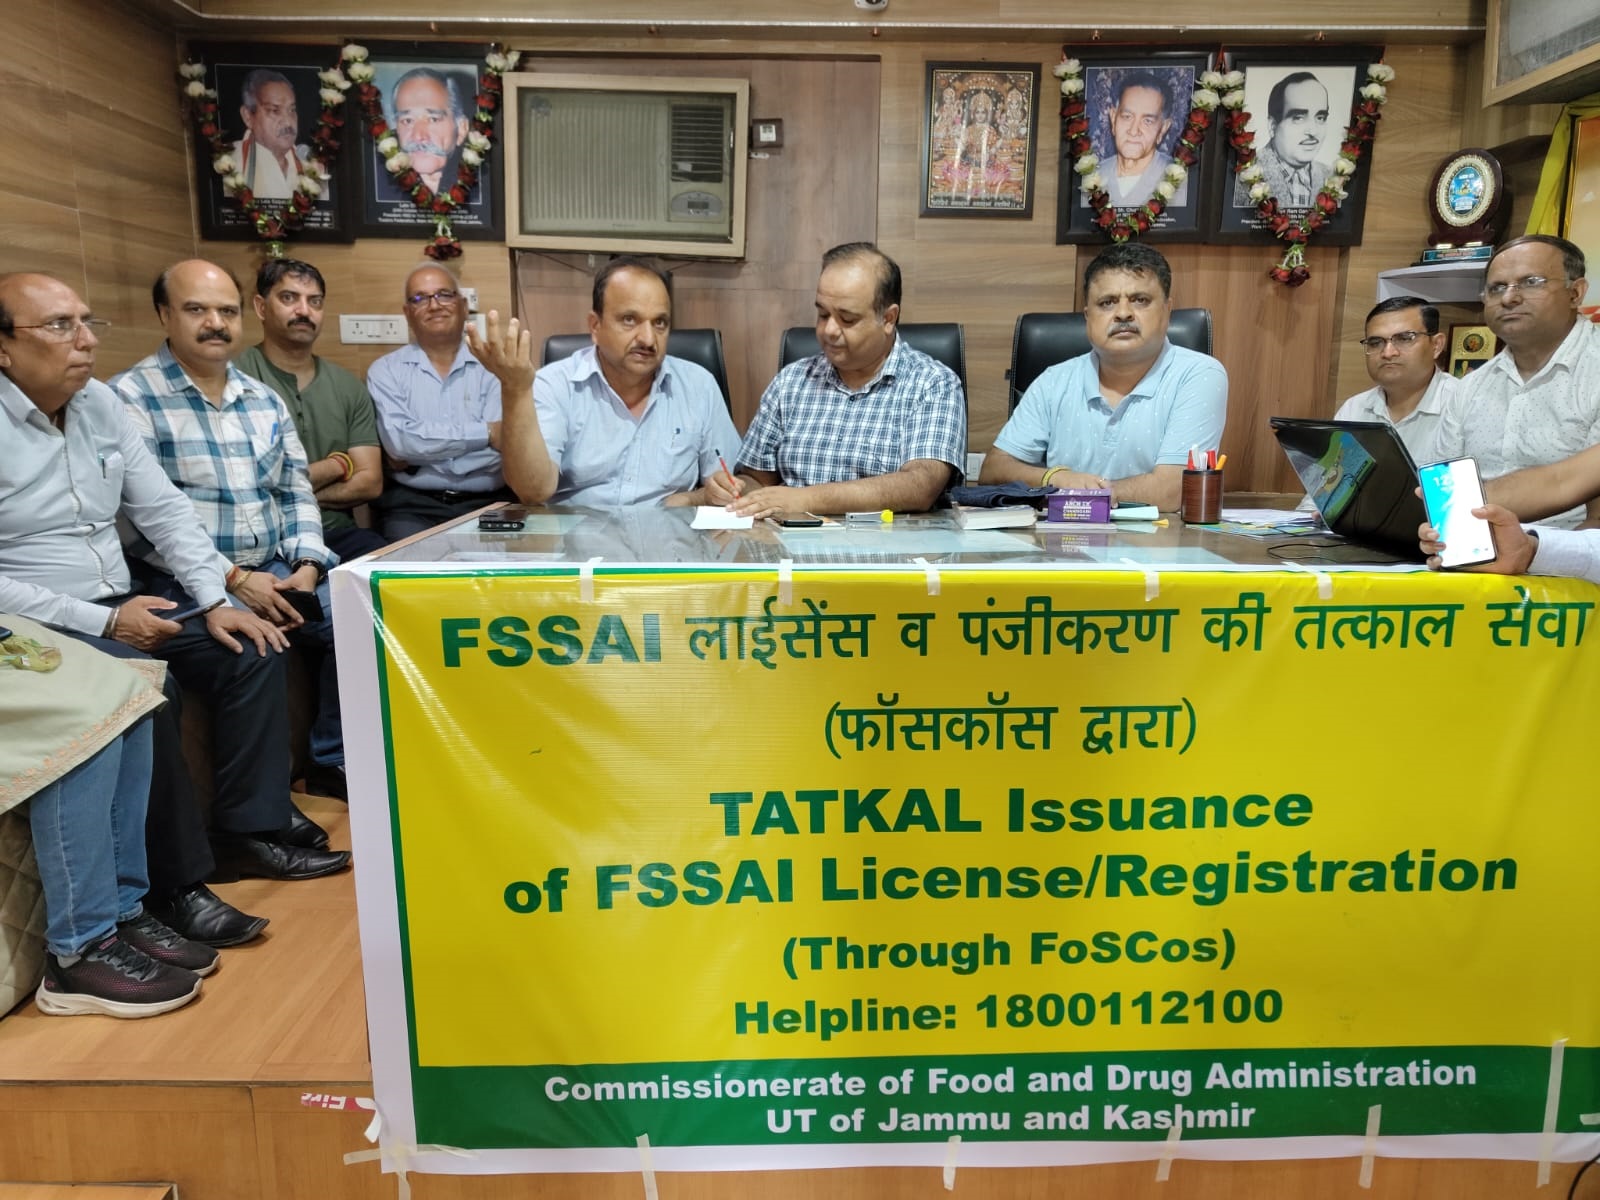 FSSAI लाईसेंस व पंजीकरण की तत्काल सेवा
(फॉसकॉस द्वारा)
TATKAL Issuance
of FSSAI License/Registration
(Through FoSCos)
Helpline: 1800112100
Commissionerate of Food and Drug Administration
UT of Jammu and Kashmir